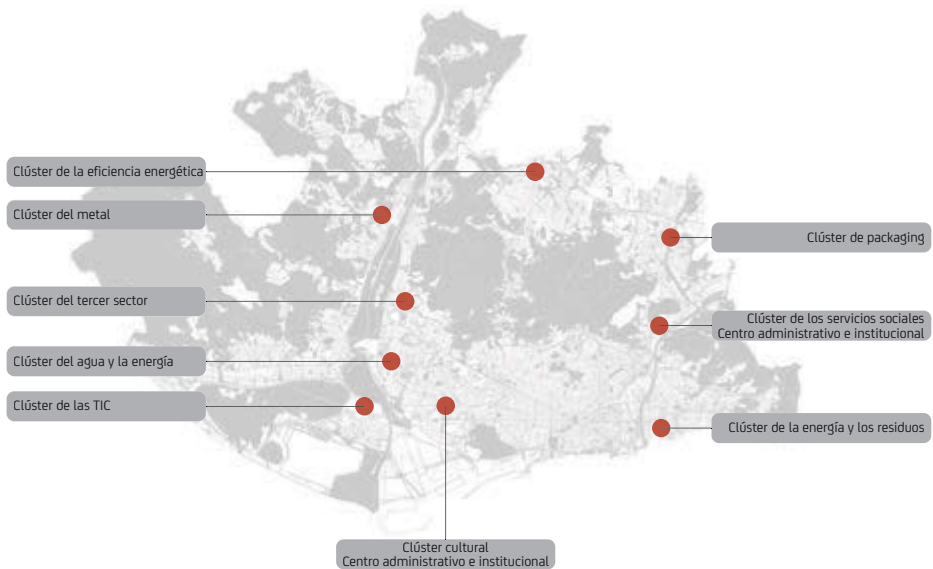 Clúster de la eficiencia energética
Clúster del metal
Clúster del tercer sector
Clúster del agua y la energía
Clúster de las TIC
Clúster de packaging
Clúster de los servicios sociales
Centro administrativo e institucional
Clúster de la energía y los residuos
Clúster cultural
Centro administrativo e institucional